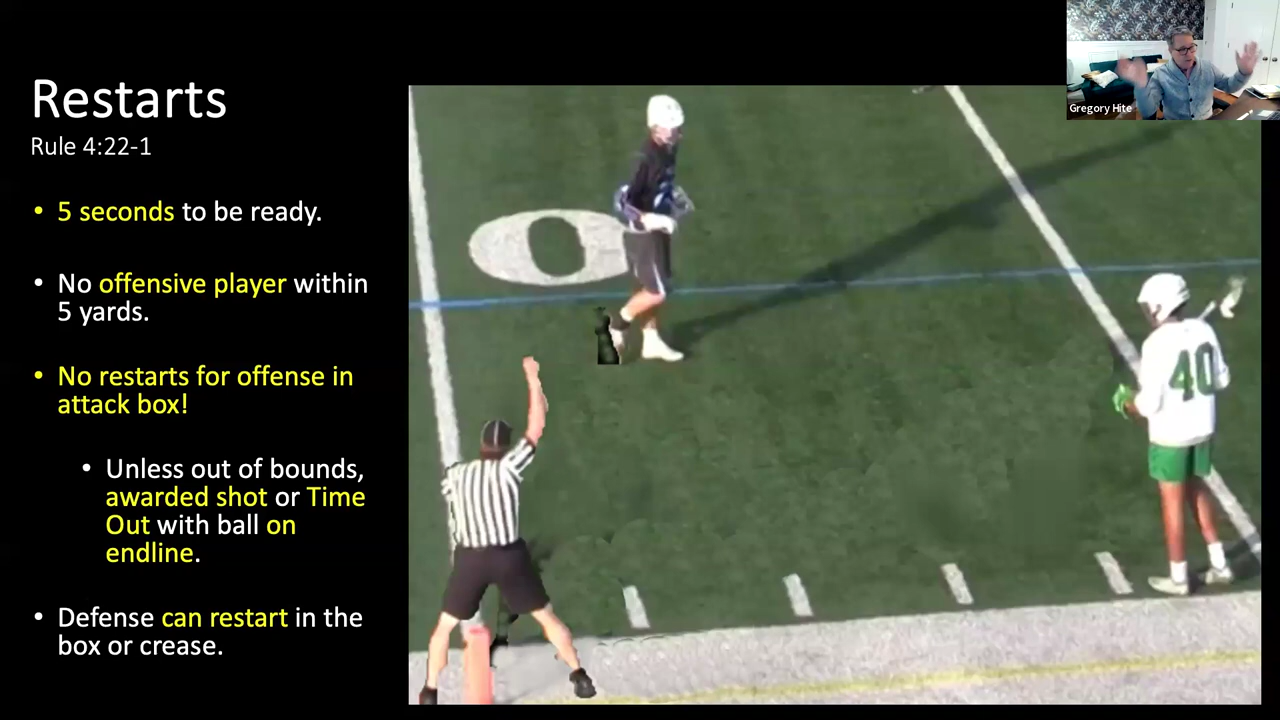 Restarts
Rule 4:22-1
• 5 seconds to be ready.
• No offensive player within
5 yards.
• No restarts for offense in
attack box!
• Unless out of bounds,
awarded shot or Time
Out with ball on
endline.
• Defense can restart in the
box or crease.
Gregory Hite
0
40